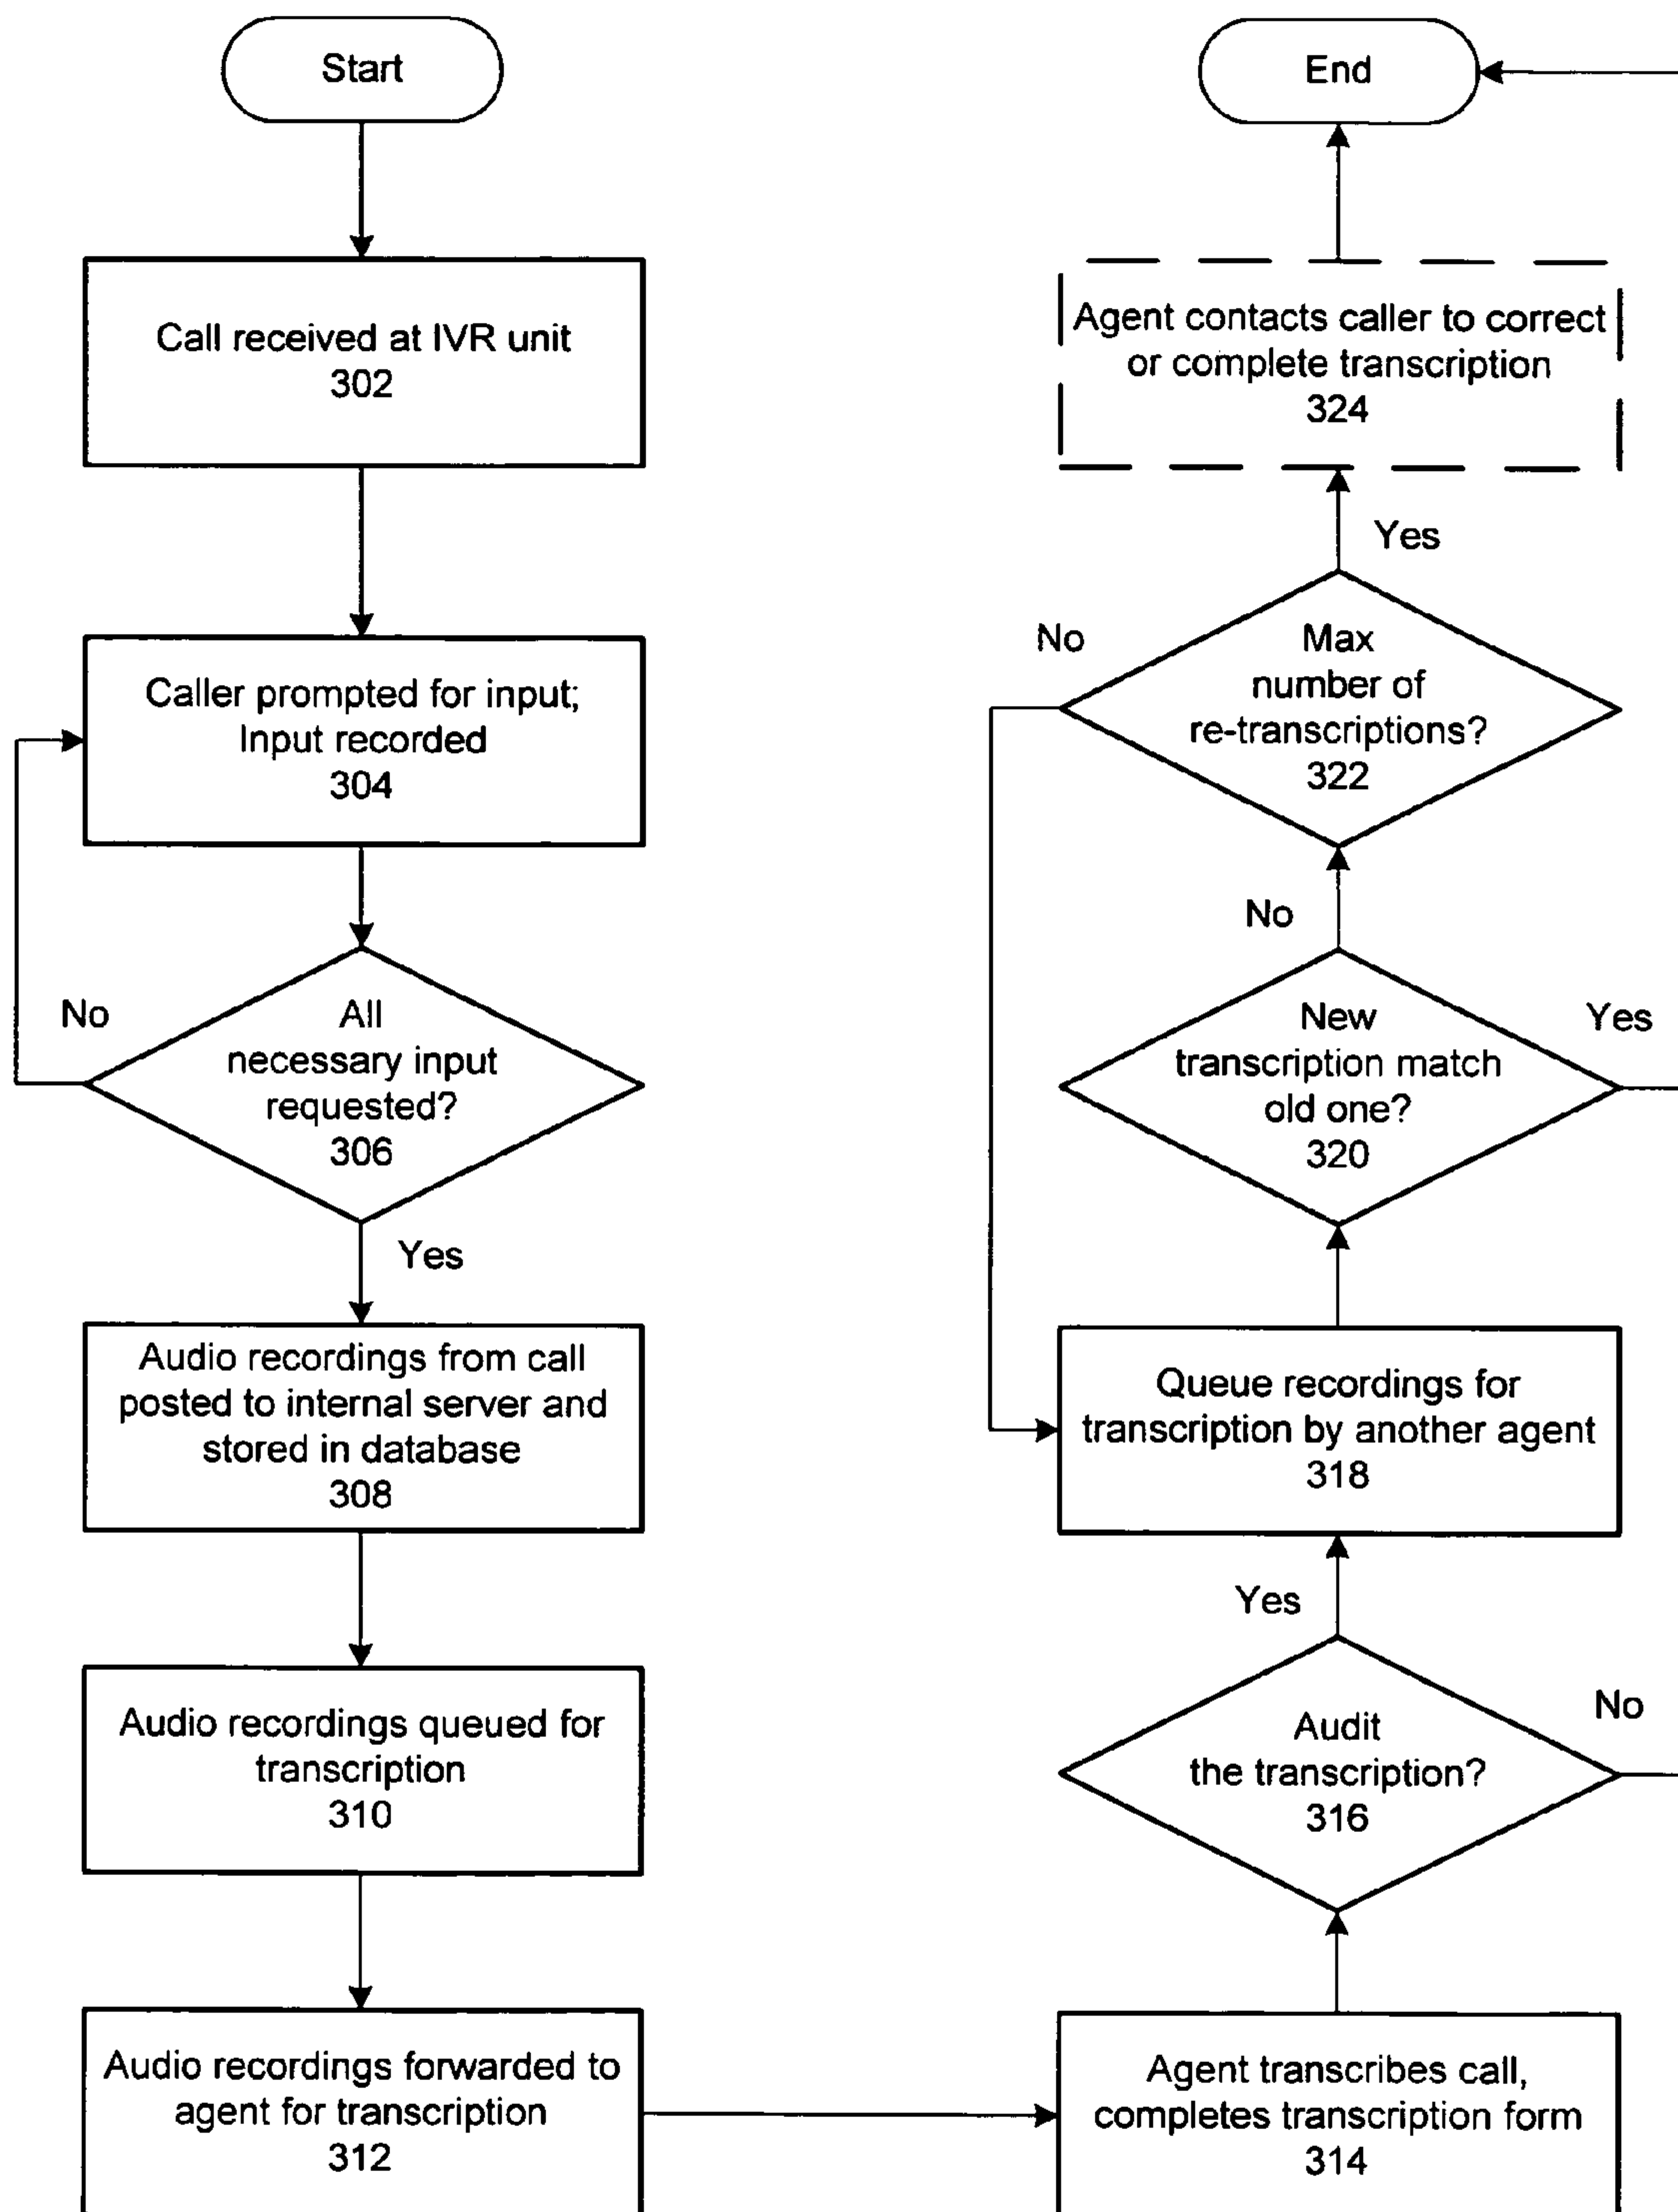 Start
Call received at IVR unit
302
Caller prompted for input;
Input recorded
304
No
All
necessary input
requested?
306
Yes
Audio recordings from call
posted to internal server and
stored in database
308
Audio recordings queued for
transcription
310
Audio recordings forwarded to
agent for transcription
312
Agent transcribes call,
completes transcription form
314
Audit
the transcription?
316
No
Yes
Queue recordings for
transcription by another agent
318
New
transcription match
old one?
320
Yes
No
Max
number of
re-transcriptions?
322
No
Yes
Agent contacts caller to correct
or complete transcription
324
End